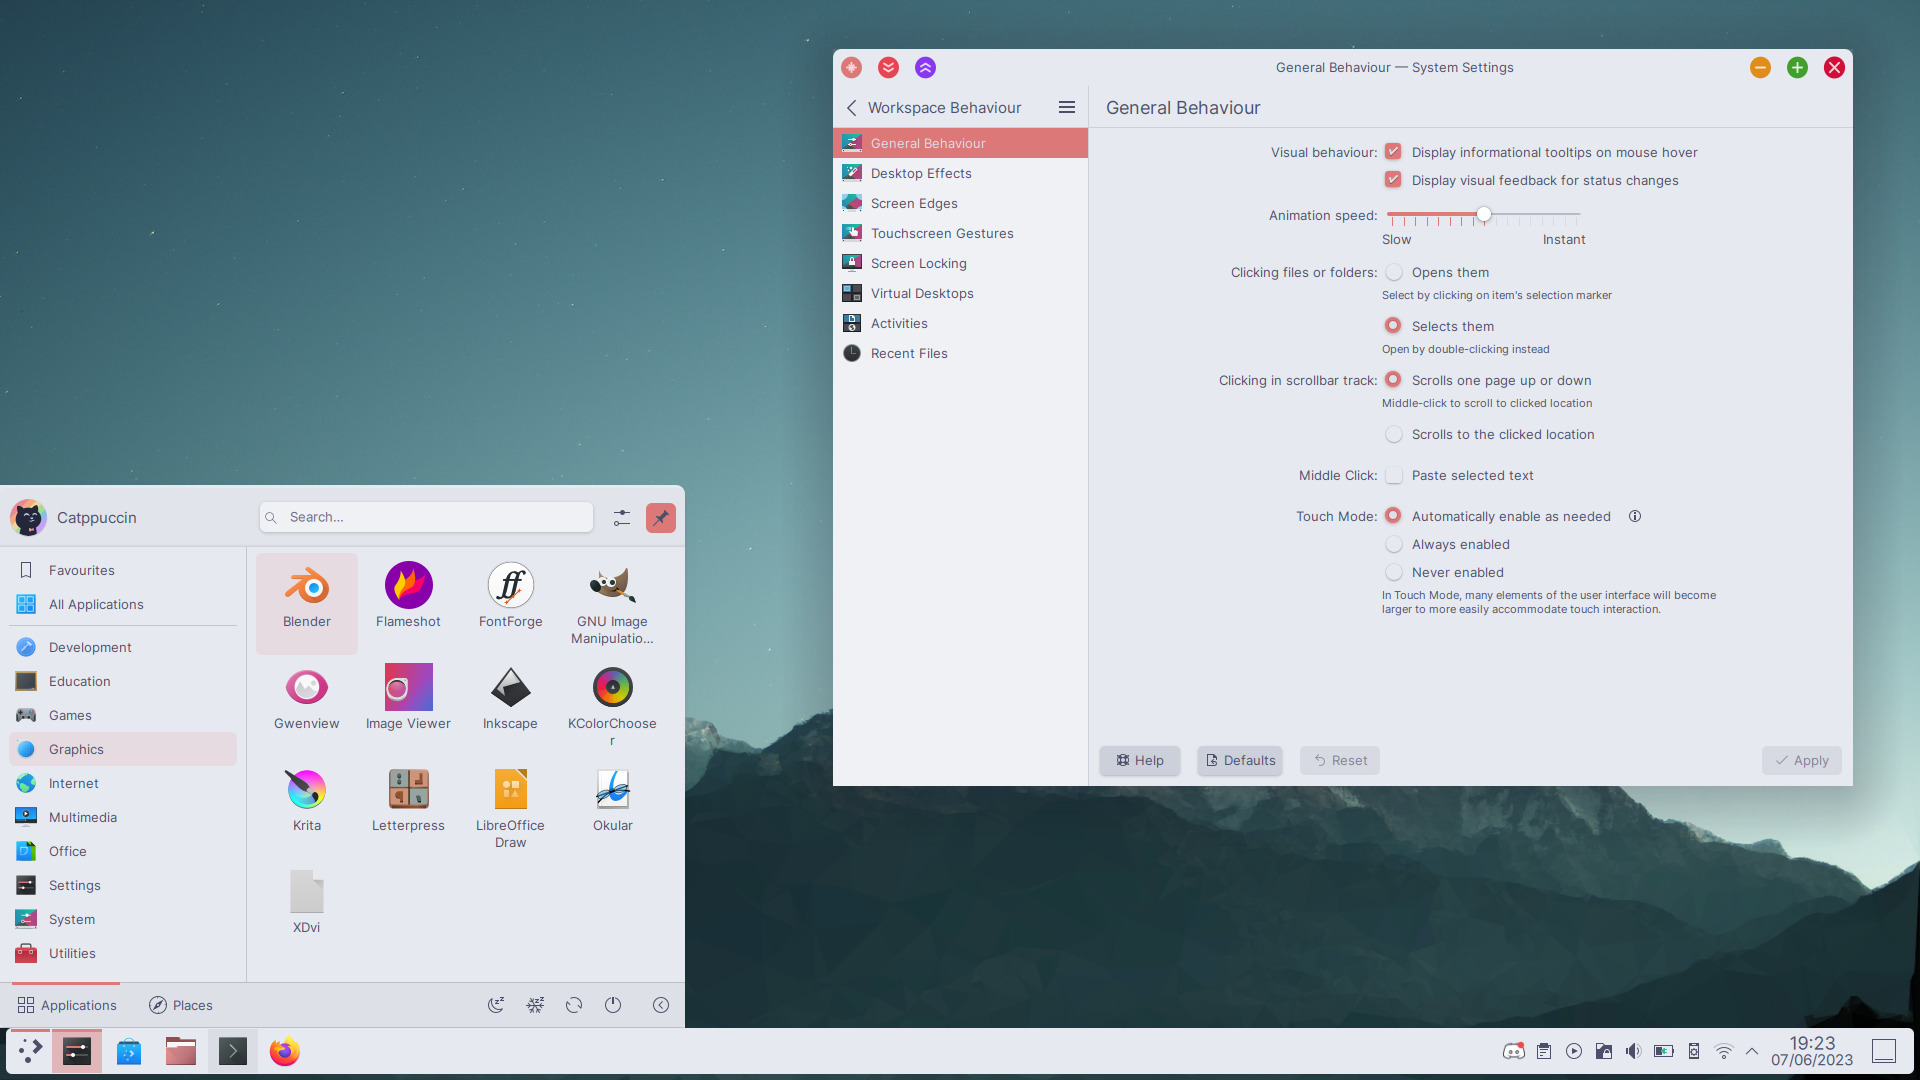 General Behaviour — System Settings
Workspace Behaviour
General Behaviour
General Behaviour
Desktop Effects
Screen Edges
Touchscreen Gestures
Screen Locking
Virtual Desktops
Activities
Recent Files
Visual behaviour:
Display informational tooltips on mouse hover
Display visual feedback for status changes
Animation speed:
Slow
Instant
Clicking files or folders:
Opens them
Select by clicking on item's selection marker
Selects them
Open by double-clicking instead
Clicking in scrollbar track:
Scrolls one page up or down
Middle-click to scroll to clicked location
Scrolls to the clicked location
Middle Click:
Paste selected text
Touch Mode:
Automatically enable as needed
Always enabled
Never enabled
In Touch Mode, many elements of the user interface will become
larger to more easily accommodate touch interaction.
Help
Defaults
Reset
Apply
Catppuccin
Search...
Favourites
All Applications
Development
Education
Games
Graphics
Internet
Multimedia
Office
Settings
System
Utilities
Blender
Flameshot
FontForge
GNU Image
Manipulatio...
Gwenview
Image Viewer
Inkscape
KColorChoose
r
Krita
Letterpress
LibreOffice
Draw
Okular
XDvi
Applications
Places
19:23
07/06/2023